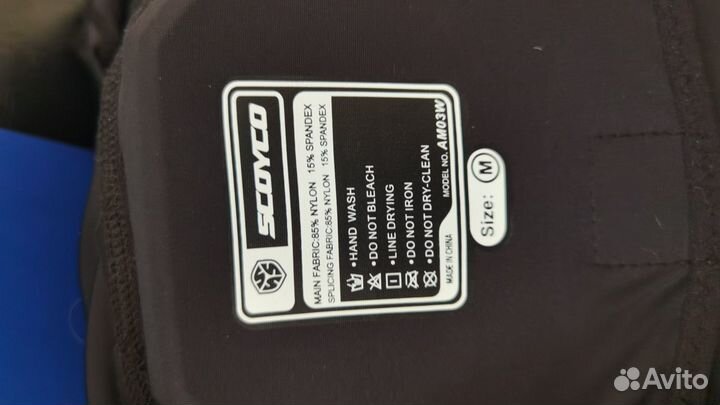 SCOYCO
MAIN FABRIC:85% NYLON 15% SPANDEX
SPLICING FABRIC:85% NYLON 15% SPANDEX
•HAND WASH
•DO NOT BLEACH
•LINE DRYING
•DO NOT IRON
•DO NOT DRY-CLEAN
MODEL NO. AM03W
MADE IN CHINA
Size: M
Avito